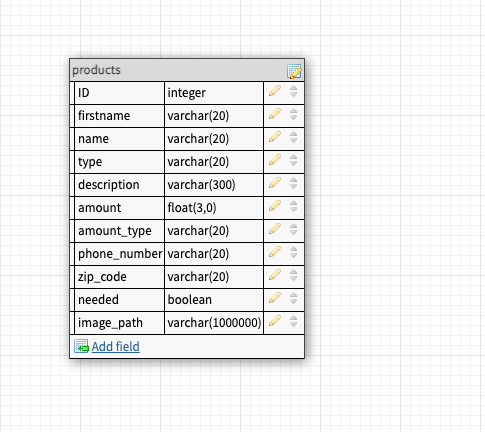 products
ID integer
firstname varchar(20)
name varchar(20)
type varchar(20)
description varchar(300)
amount float(3,0)
amount_type varchar(20)
phone_number varchar(20)
zip_code varchar(20)
needed boolean
image_path varchar(1000000)
Add field